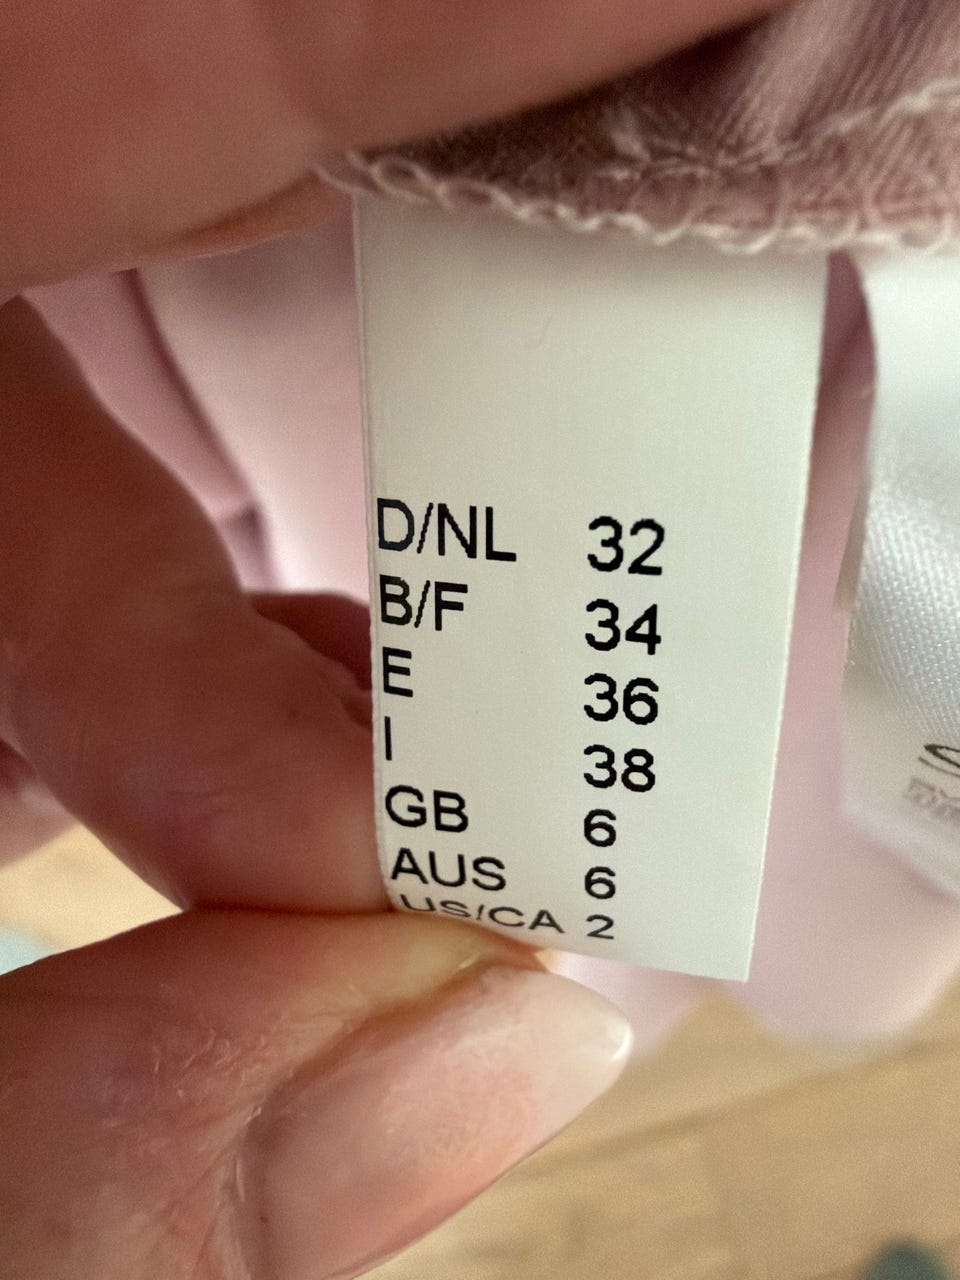 D/NL 32
B/F 34
E 36
I 38
GB 6
AUS 6
US/CA 2